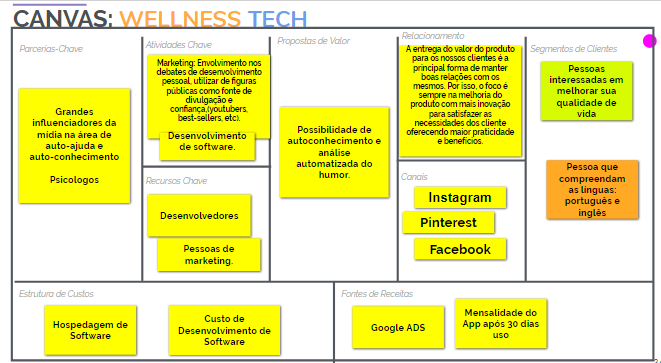 CANVAS: WELLNESS TECH
Parcerias-Chave
Grandes
influenciadores da
mídia na área de
auto-ajuda e
auto-conhecimento
Psicologos
Atividades Chave
Marketing: Envolvimento nos
debates de desenvolvimento
pessoal, utilizar de figuras
públicas como fonte de
divulgação e
confiança,(youtubers,
best-sellers, etc).
Desenvolvimento
de software.
Recursos Chave
Desenvolvedores
Pessoas de
marketing.
Propostas de Valor
Possibilidade de
autoconhecimento e
análise
automatizada do
humor.
Relacionamento
A entrega do valor do produto
para os nossos clientes é a
principal forma de manter
boas relações com os
mesmos. Por isso, o foco é
sempre na melhoria do
produto com mais inovação
para satisfazer as
necessidades dos cliente
oferecendo maior praticidade
e benefícios.
Canais
Instagram
Pinterest
Facebook
Segmentos de Clientes
Pessoas
interessadas em
melhorar sua
qualidade de
vida
Pessoa que
compreendam
as línguas:
português e
inglês
Estrutura de Custos
Hospedagem de
Software
Custo de
Desenvolvimento de
Software
Fontes de Receitas
Google ADS
Mensalidade do
App após 30 dias
uso